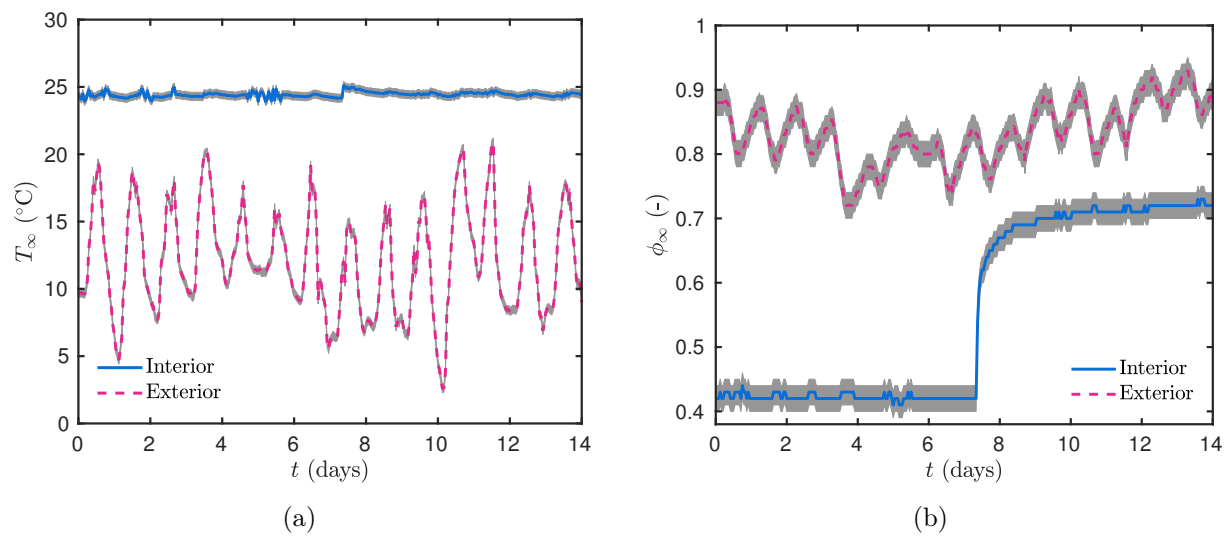 30
25
20
15
10
5
0
T∞ (°C)
Interior
Exterior
0 2 4 6 8 10 12 14
t (days)
(a)
1
0.9
0.8
0.7
0.6
0.5
0.4
ϕ∞ (-)
Interior
Exterior
0 2 4 6 8 10 12 14
t (days)
(b)